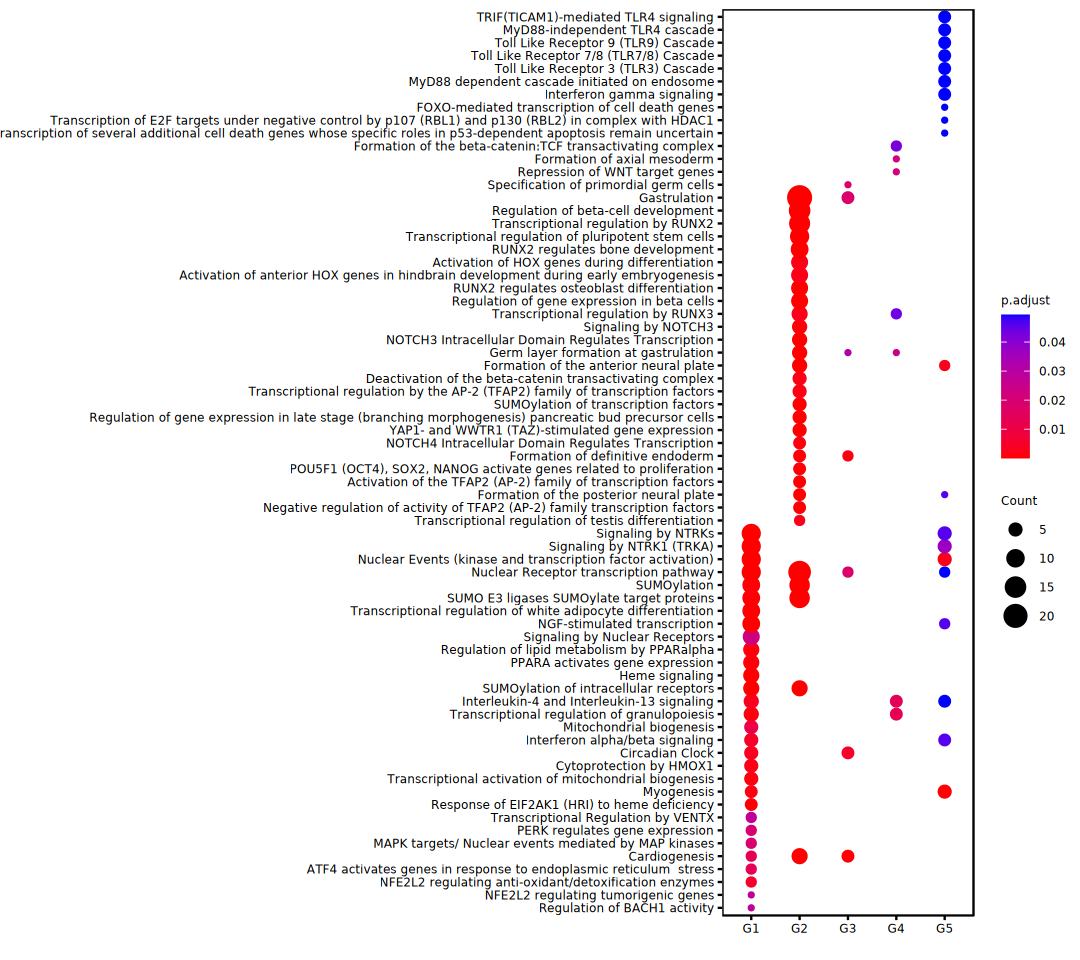 TRIF(TICAM1)-mediated TLR4 signaling
MyD88-independent TLR4 cascade
Toll Like Receptor 9 (TLR9) Cascade
Toll Like Receptor 7/8 (TLR7/8) Cascade
Toll Like Receptor 3 (TLR3) Cascade
MyD88 dependent cascade initiated on endosome
Interferon gamma signaling
FOXO-mediated transcription of cell death genes
Transcription of E2F targets under negative control by p107 (RBL1) and p130 (RBL2) in complex with HDAC1
ranscription of several additional cell death genes whose specific roles in p53-dependent apoptosis remain uncertain
Formation of the beta-catenin:TCF transactivating complex
Formation of axial mesoderm
Repression of WNT target genes
Specification of primordial germ cells
Gastrulation
Regulation of beta-cell development
Transcriptional regulation by RUNX2
Transcriptional regulation of pluripotent stem cells
RUNX2 regulates bone development
Activation of HOX genes during differentiation
Activation of anterior HOX genes in hindbrain development during early embryogenesis
RUNX2 regulates osteoblast differentiation
Regulation of gene expression in beta cells
Transcriptional regulation by RUNX3
Signaling by NOTCH3
NOTCH3 Intracellular Domain Regulates Transcription
Germ layer formation at gastrulation
Formation of the anterior neural plate
Deactivation of the beta-catenin transactivating complex
Transcriptional regulation by the AP-2 (TFAP2) family of transcription factors
SUMOylation of transcription factors
Regulation of gene expression in late stage (branching morphogenesis) pancreatic bud precursor cells
YAP1- and WWTR1 (TAZ)-stimulated gene expression
NOTCH4 Intracellular Domain Regulates Transcription
Formation of definitive endoderm
POU5F1 (OCT4), SOX2, NANOG activate genes related to proliferation
Activation of the TFAP2 (AP-2) family of transcription factors
Formation of the posterior neural plate
Negative regulation of activity of TFAP2 (AP-2) family transcription factors
Transcriptional regulation of testis differentiation
Signaling by NTRKs
Signaling by NTRK1 (TRKA)
Nuclear Events (kinase and transcription factor activation)
Nuclear Receptor transcription pathway
SUMOylation
SUMO E3 ligases SUMOylate target proteins
Transcriptional regulation of white adipocyte differentiation
NGF-stimulated transcription
Signaling by Nuclear Receptors
Regulation of lipid metabolism by PPARalpha
PPARA activates gene expression
Heme signaling
SUMOylation of intracellular receptors
Interleukin-4 and Interleukin-13 signaling
Transcriptional regulation of granulopoiesis
Mitochondrial biogenesis
Interferon alpha/beta signaling
Circadian Clock
Cytoprotection by HMOX1
Transcriptional activation of mitochondrial biogenesis
Myogenesis
Response of EIF2AK1 (HRI) to heme deficiency
Transcriptional Regulation by VENTX
PERK regulates gene expression
MAPK targets/ Nuclear events mediated by MAP kinases
Cardiogenesis
ATF4 activates genes in response to endoplasmic reticulum  stress
NFE2L2 regulating anti-oxidant/detoxification enzymes
NFE2L2 regulating tumorigenic genes
Regulation of BACH1 activity
G1 G2 G3 G4 G5
p.adjust
0.04
0.03
0.02
0.01
Count
5
10
15
20